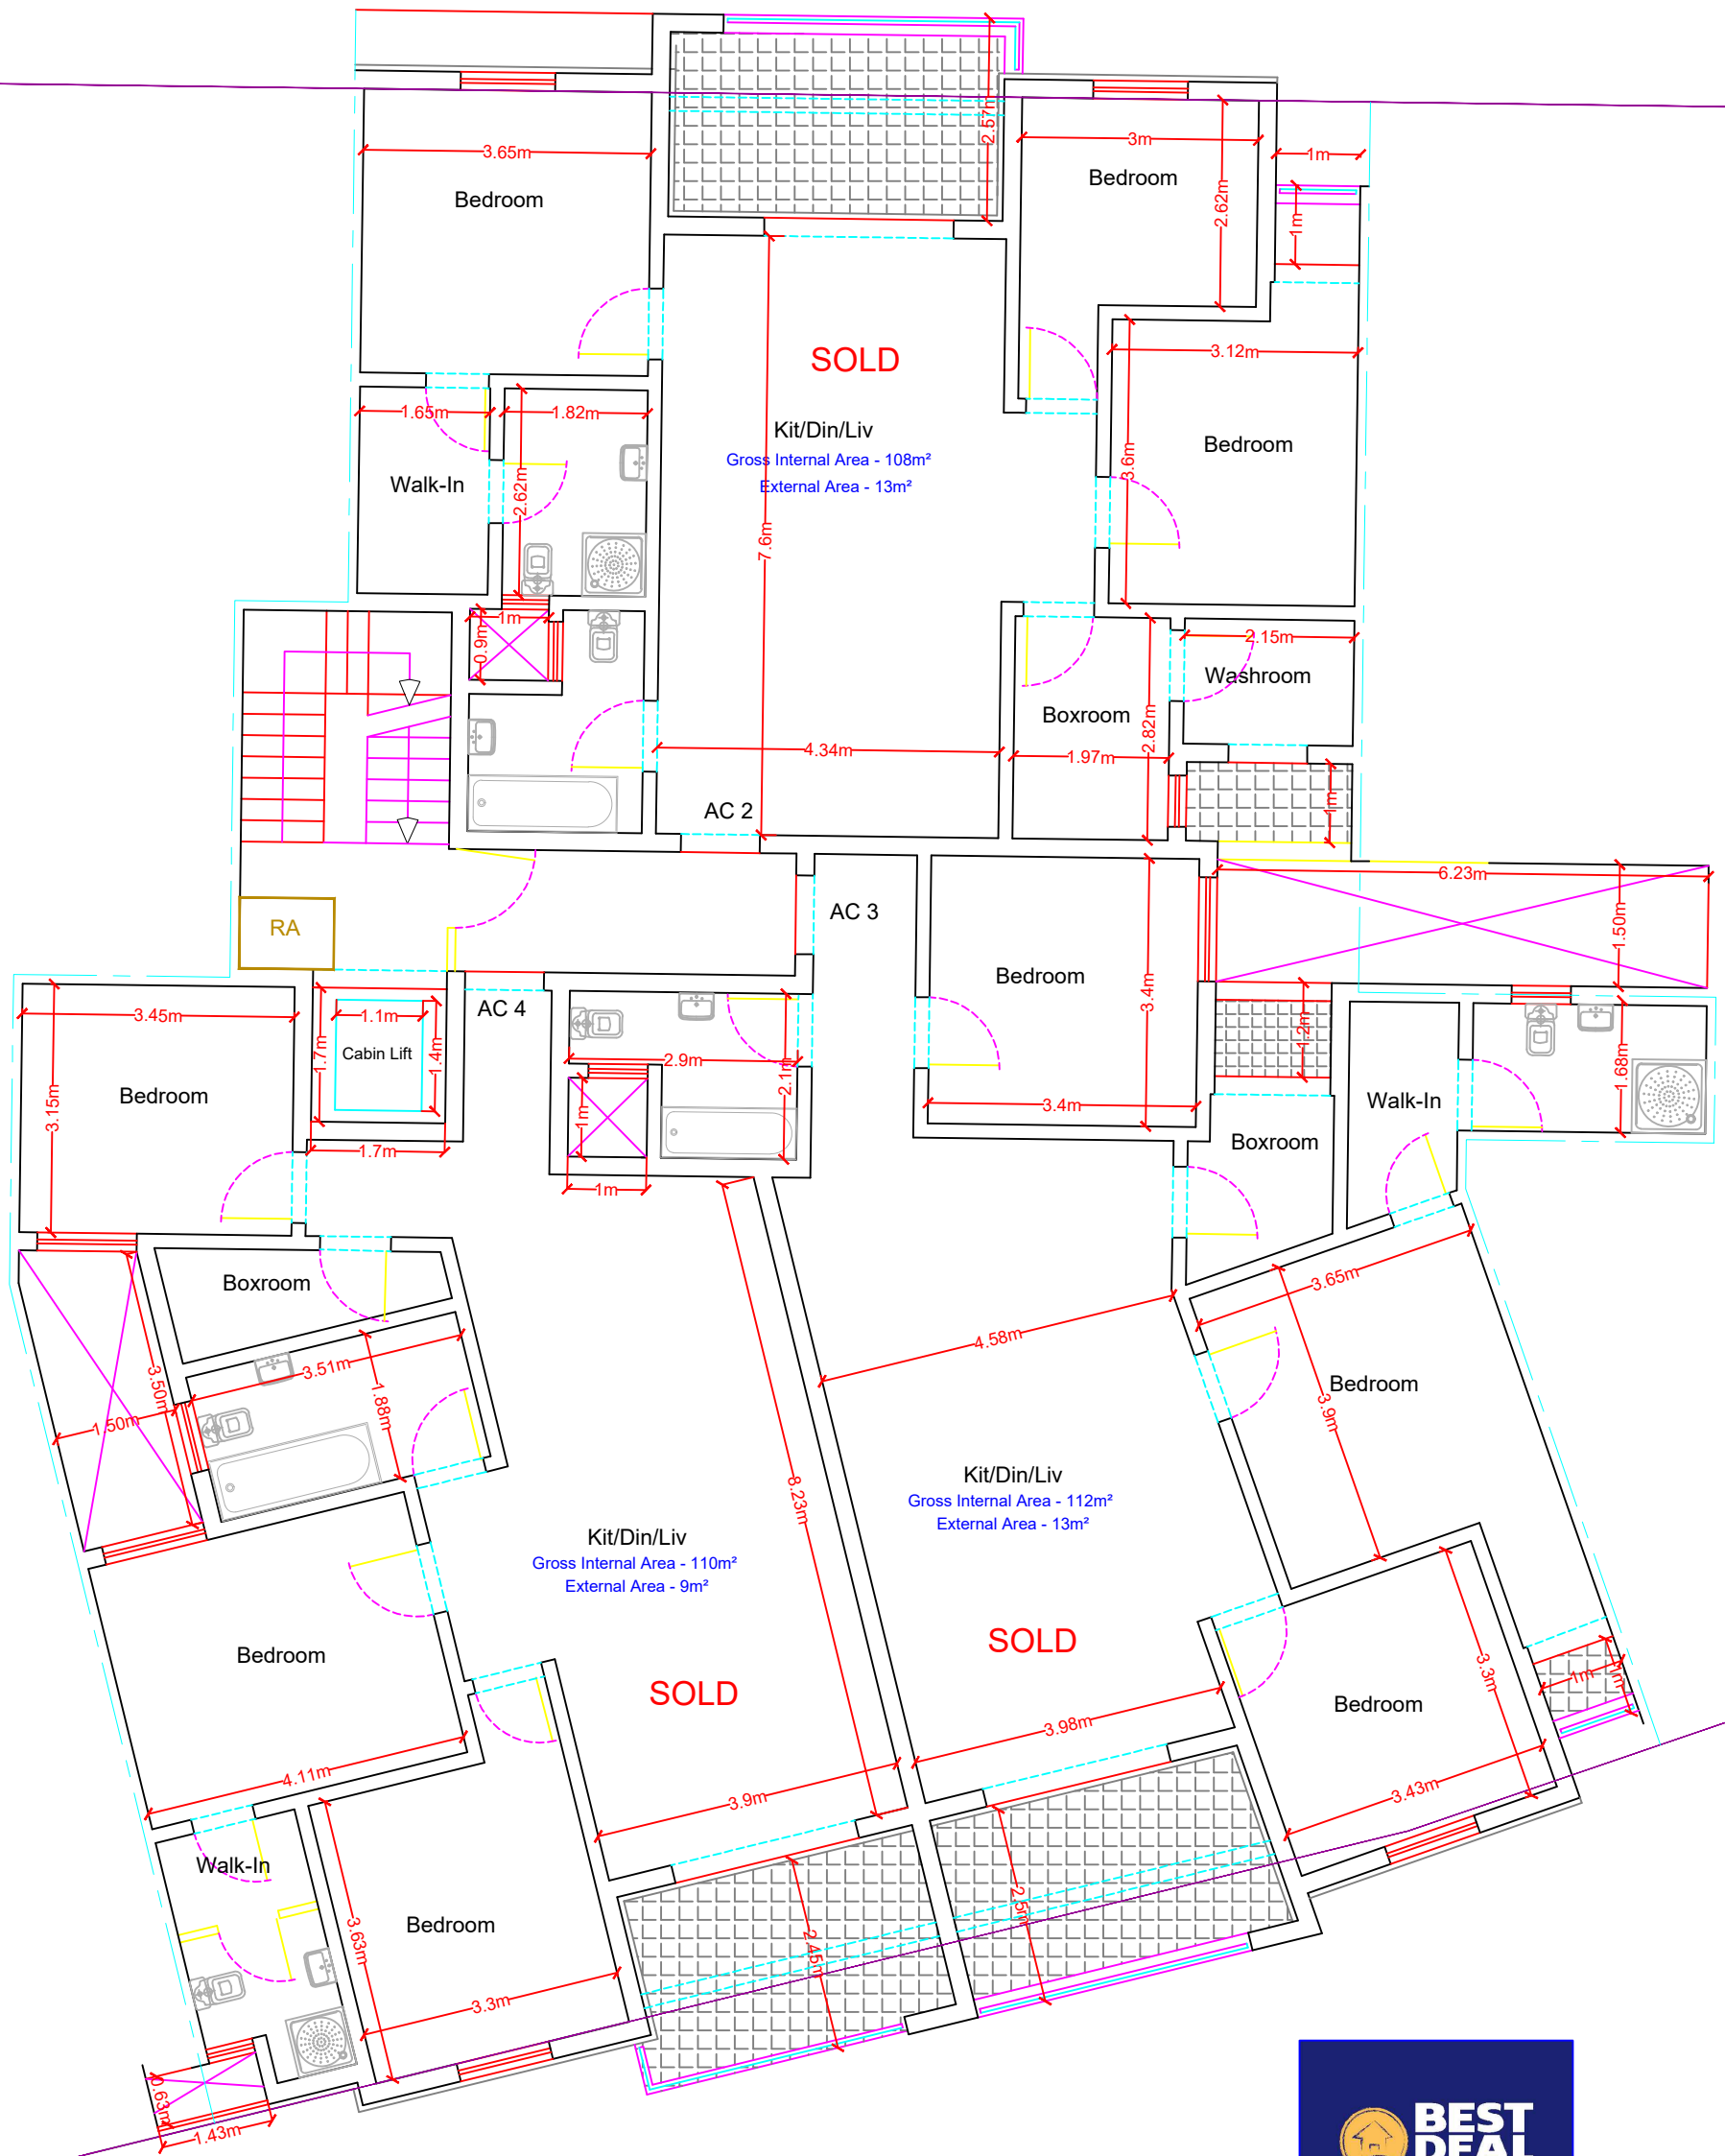 2.57m
3m
3.65m
1m
Bedroom
Bedroom
2.62m
1m
SOLD
3.12m
1.65m
1.82m
Kit/Din/Liv
Bedroom
Gross Internal Area - 108m²
3.6m
Walk-In
2.62m
External Area - 13m²
7.6m
1m
0.9m
2.15m
Washroom
Boxroom
2.82m
4.34m
1.97m
1m
AC 2
6.23m
AC 3
1.50m
RA
Bedroom
3.4m
AC 4
3.45m
1.1m
1.2m
1.7m
Cabin Lift
1.4m
2.9m
2.1m
1.68m
Bedroom
3.15m
1m
3.4m
Walk-In
Boxroom
1.7m
1m
Boxroom
3.65m
4.58m
3.51m
3.50m
1.88m
Bedroom
3.9m
1.50m
Kit/Din/Liv
8.23m
Gross Internal Area - 112m²
External Area - 13m²
Kit/Din/Liv
Gross Internal Area - 110m²
External Area - 9m²
SOLD
Bedroom
3.3m
1m
1m
SOLD
Bedroom
3.98m
4.11m
3.9m
3.43m
Walk-In
2.5m
Bedroom
3.63m
2.45m
3.3m
0.63m
1.43m
BEST
DEAL